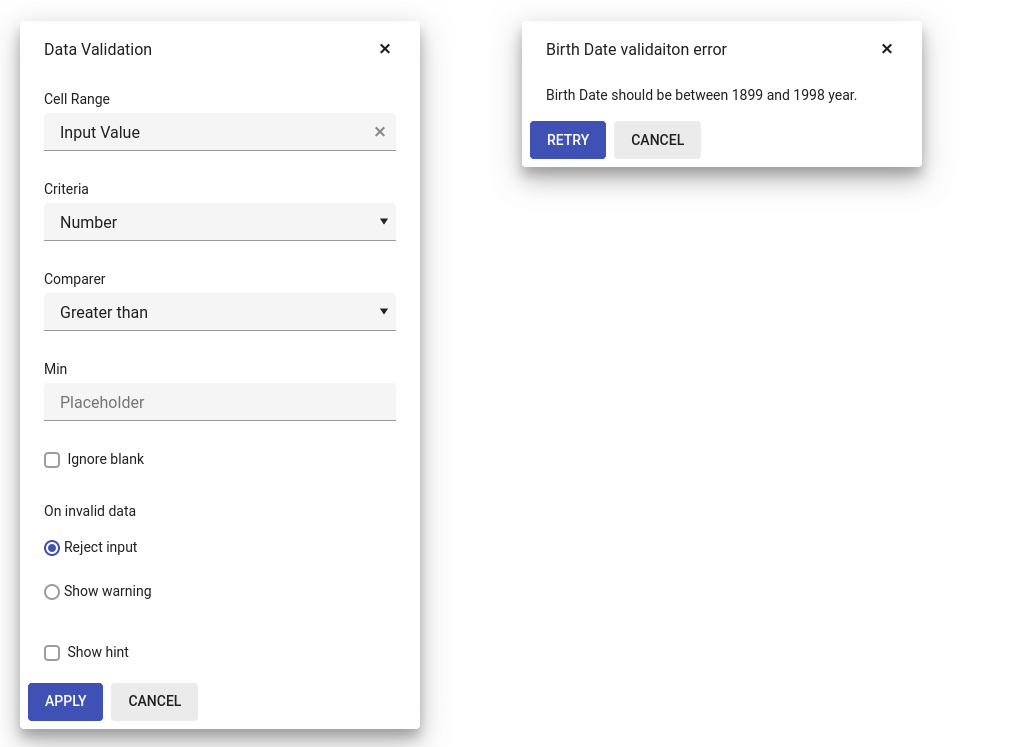 Data Validation
Cell Range
Input Value
Criteria
Number
Comparer
Greater than
Min
Placeholder
Ignore blank
On invalid data
Reject input
Show warning
Show hint
APPLY CANCEL
Birth Date validaiton error
Birth Date should be between 1899 and 1998 year.
RETRY CANCEL